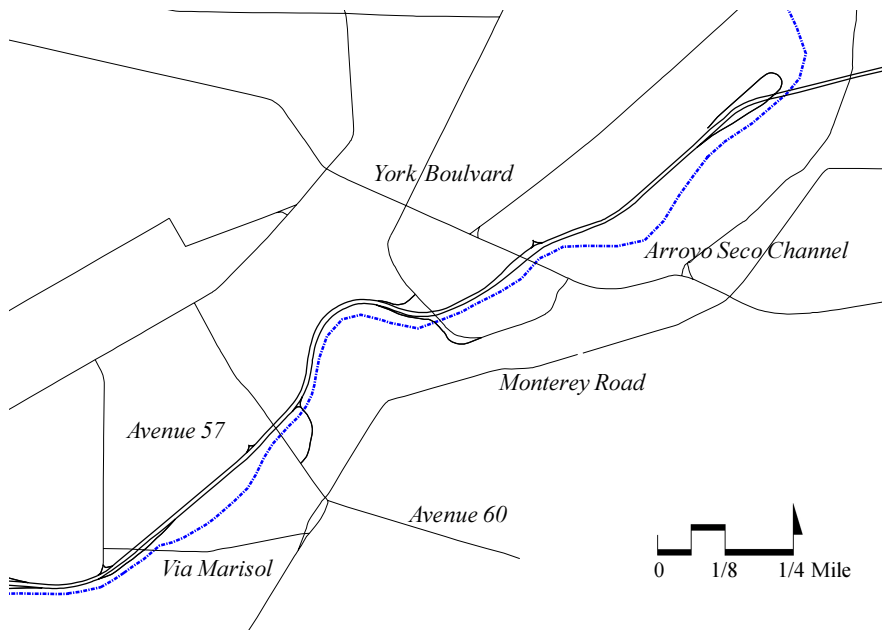 York Boulvard
Arroyo Seco Channel
Monterey Road
Avenue 57
Avenue 60
Via Marisol
0 1/8 1/4 Mile